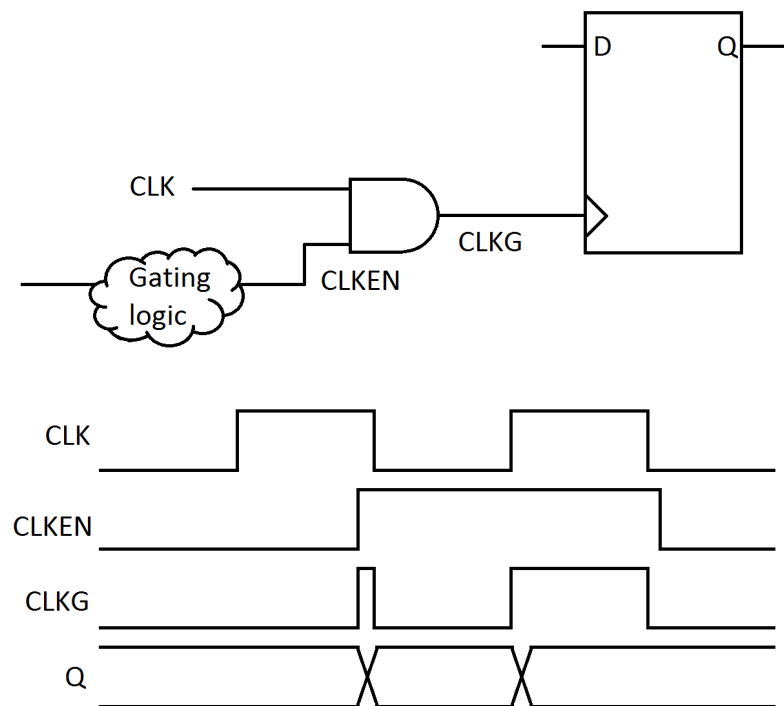 D Q
CLK
CLKG
Gating
logic
CLKEN
CLK
CLKEN
CLKG
Q